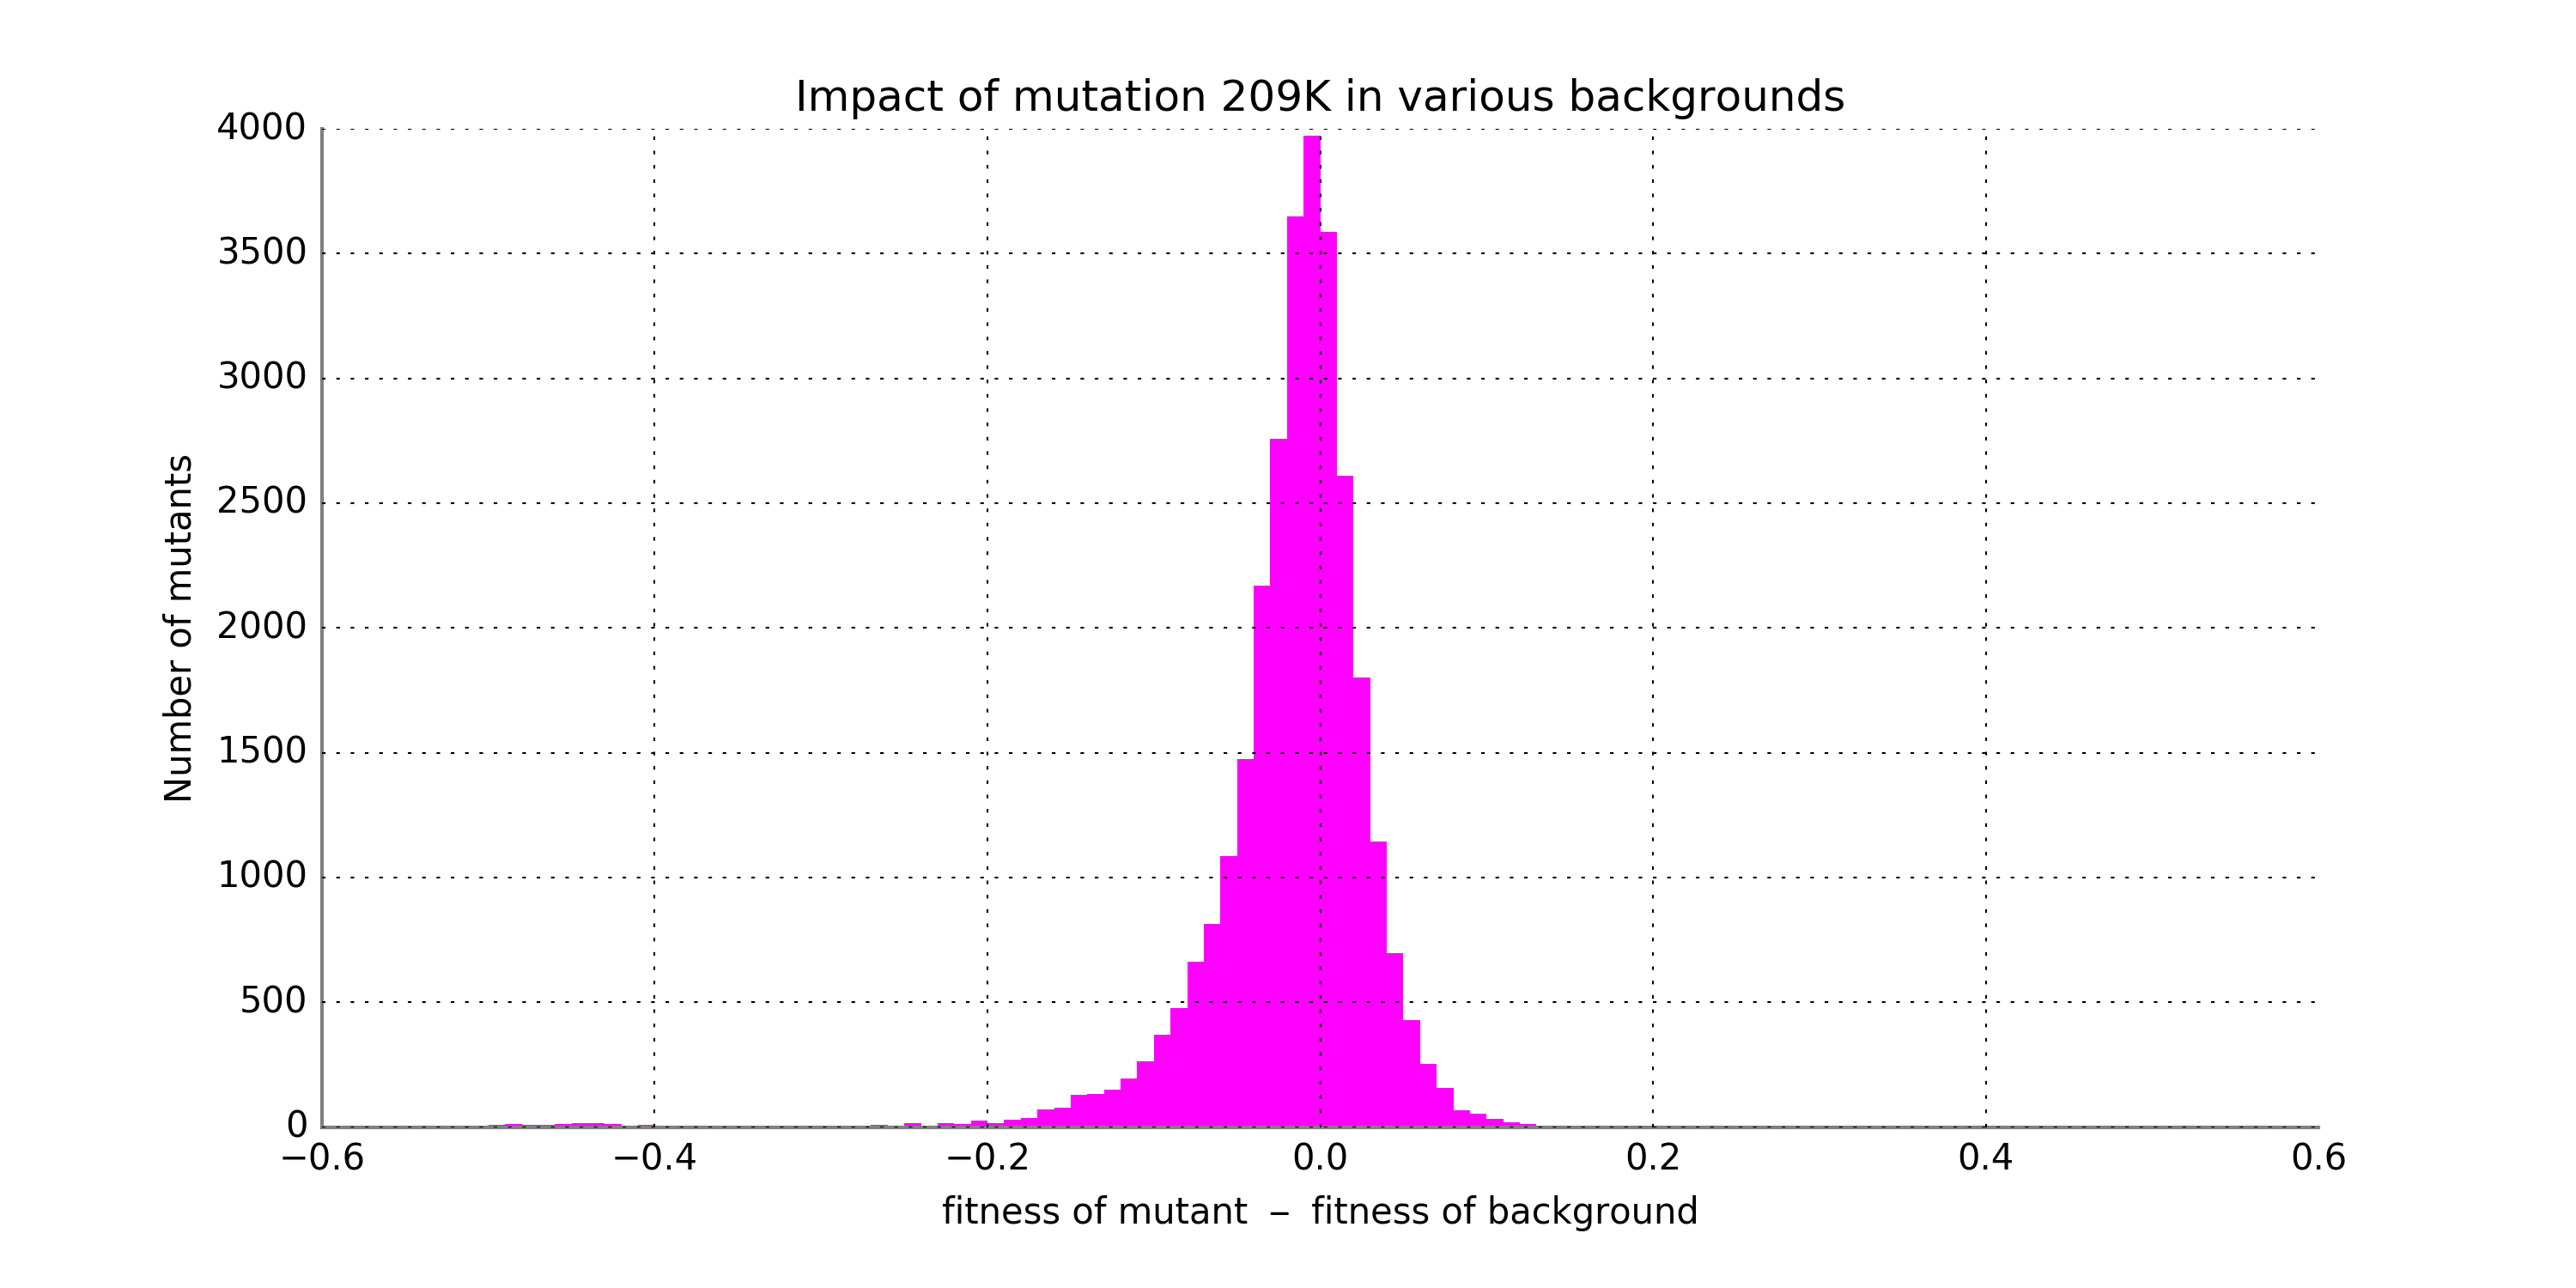 Impact of mutation 209K in various backgrounds
4000
3500
3000
2500
2000
1500
1000
500
0
Number of mutants
−0.6 −0.4 −0.2 0.0 0.2 0.4 0.6
fitness of mutant − fitness of background